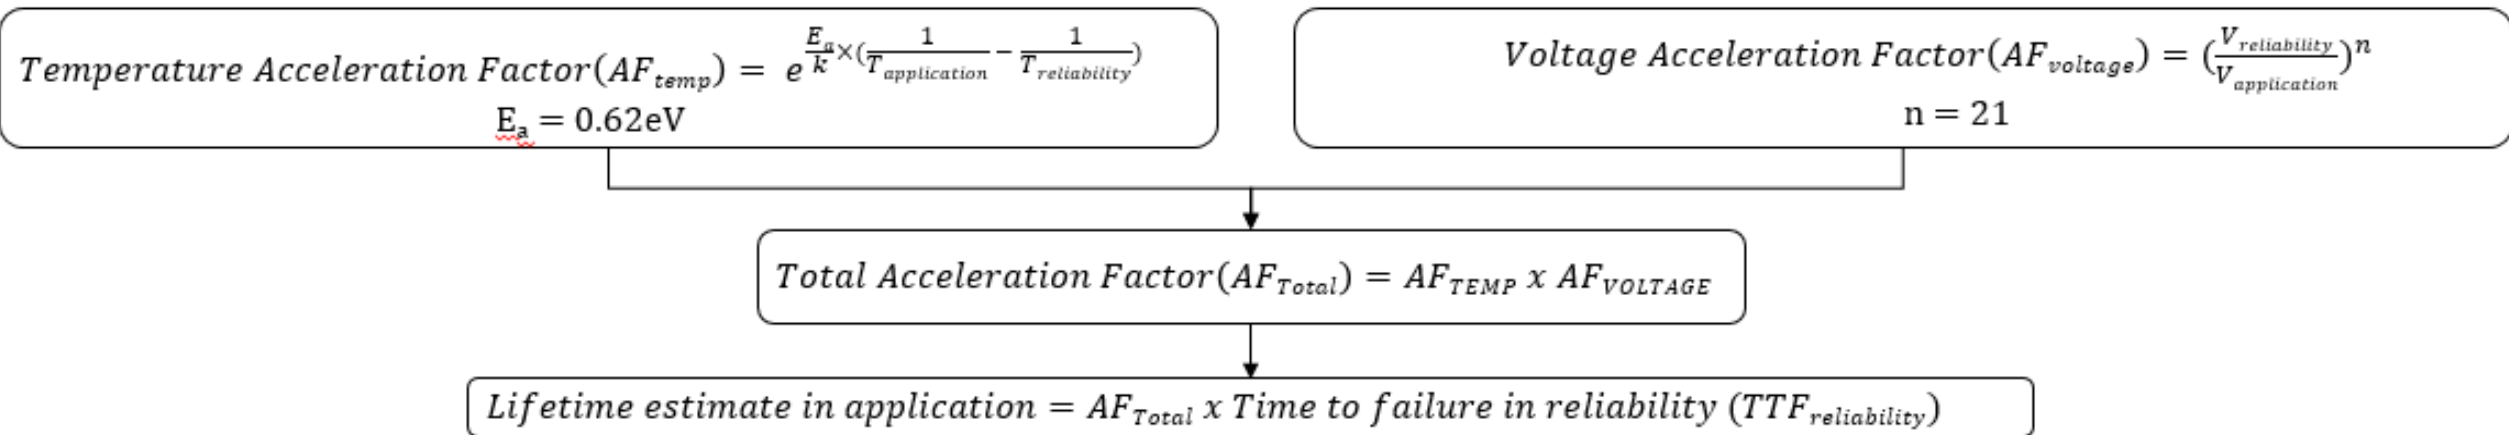 Temperature Acceleration Factor(AF_temp) = e^(E_a/k × (1/T_application − 1/T_reliability))
E_a = 0.62eV
Voltage Acceleration Factor(AF_voltage) = (V_reliability/V_application)^n
n = 21
Total Acceleration Factor(AF_Total) = AF_TEMP x AF_VOLTAGE
Lifetime estimate in application = AF_Total x Time to failure in reliability (TTF_reliability)